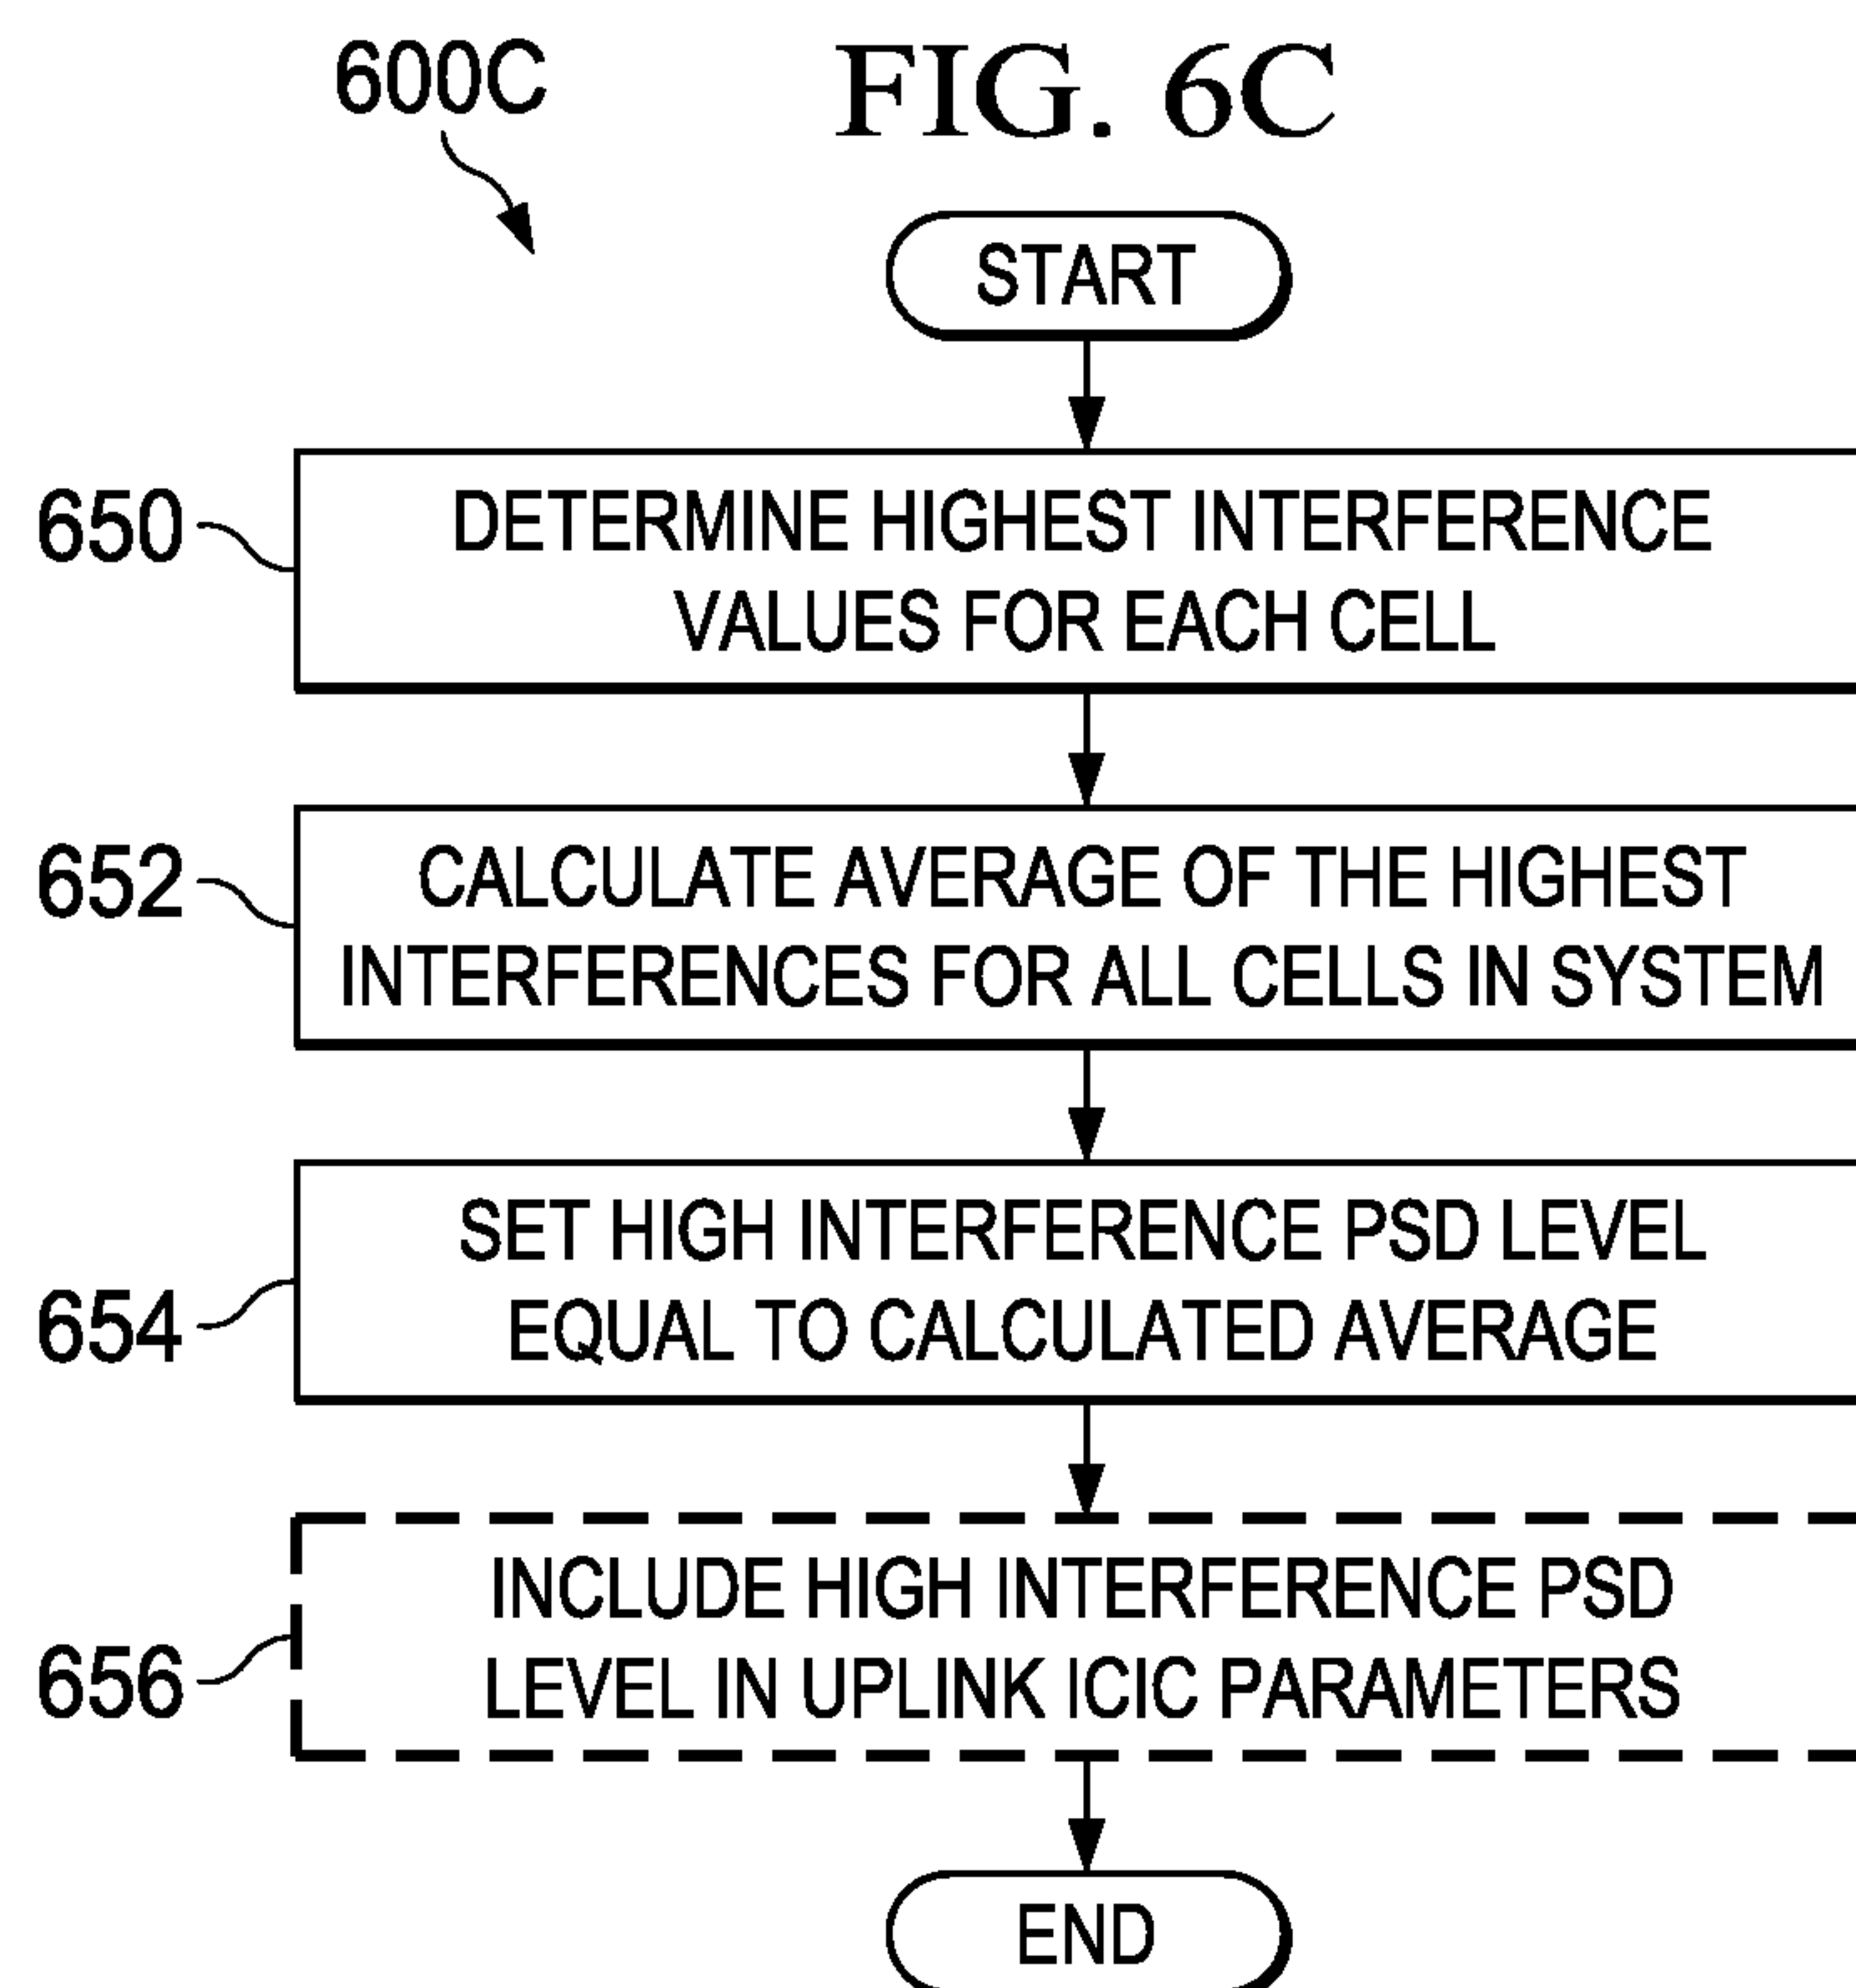 600C
FIG. 6C
START
650
DETERMINE HIGHEST INTERFERENCE
VALUES FOR EACH CELL
652
CALCULATE AVERAGE OF THE HIGHEST
INTERFERENCES FOR ALL CELLS IN SYSTEM
654
SET HIGH INTERFERENCE PSD LEVEL
EQUAL TO CALCULATED AVERAGE
656
INCLUDE HIGH INTERFERENCE PSD
LEVEL IN UPLINK ICIC PARAMETERS
END